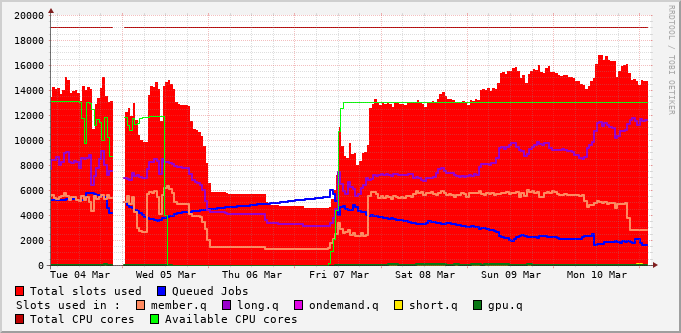 20000
18000
16000
14000
12000
10000
8000
6000
4000
2000
0
Tue 04 Mar Wed 05 Mar Thu 06 Mar Fri 07 Mar Sat 08 Mar Sun 09 Mar Mon 10 Mar
Total slots used Queued Jobs
Slots used in : member.q long.q ondemand.q short.q gpu.q
Total CPU cores Available CPU cores
RRDTOOL / TOBI OETIKER